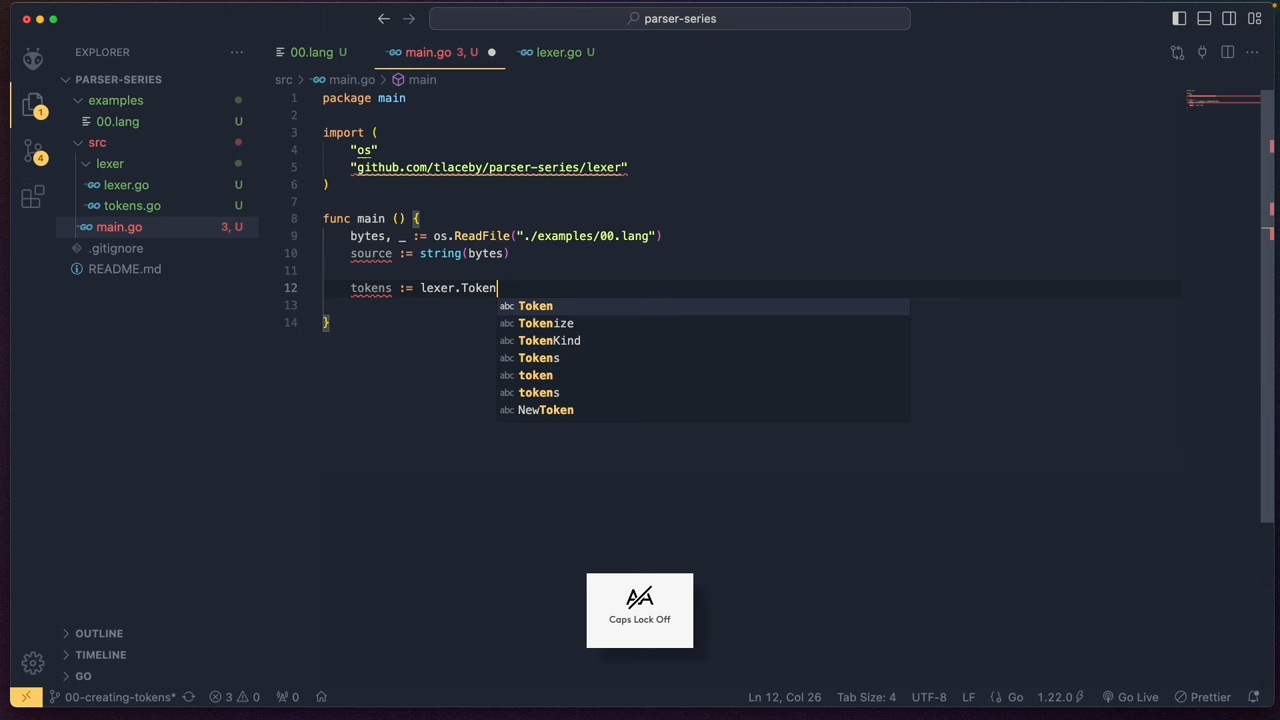 parser-series
EXPLORER
PARSER-SERIES
examples
00.lang U
src
lexer
lexer.go U
tokens.go U
main.go 3, U
.gitignore
README.md
OUTLINE
TIMELINE
GO
00.lang U main.go 3, U lexer.go U
src > main.go > main
1 package main
2
3 import (
4 "os"
5 "github.com/tlaceby/parser-series/lexer"
6 )
7
8 func main () {
9 bytes, _ := os.ReadFile("./examples/00.lang")
10 source := string(bytes)
11
12 tokens := lexer.Token
13
14 }
abc Token
abc Tokenize
abc TokenKind
abc Tokens
abc token
abc tokens
abc NewToken
Caps Lock Off
1
4
00-creating-tokens* 3 0 0 Ln 12, Col 26 Tab Size: 4 UTF-8 LF Go 1.22.0 Go Live Prettier